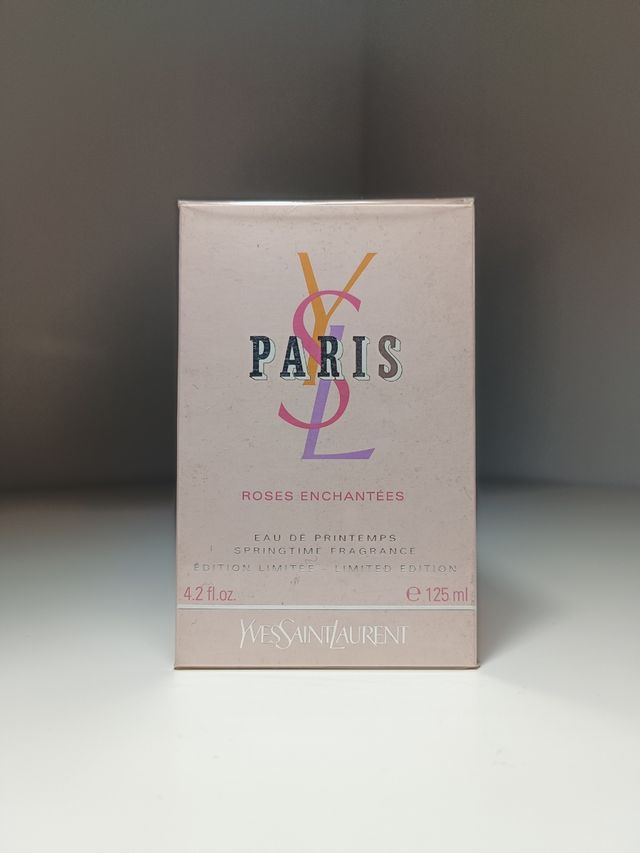 YSL
PARIS
ROSES ENCHANTÉES
EAU DE PRINTEMPS
SPRINGTIME FRAGRANCE
ÉDITION LIMITÉE - LIMITED EDITION
4.2 fl.oz. ℮ 125 ml
YVESSAINTLAURENT